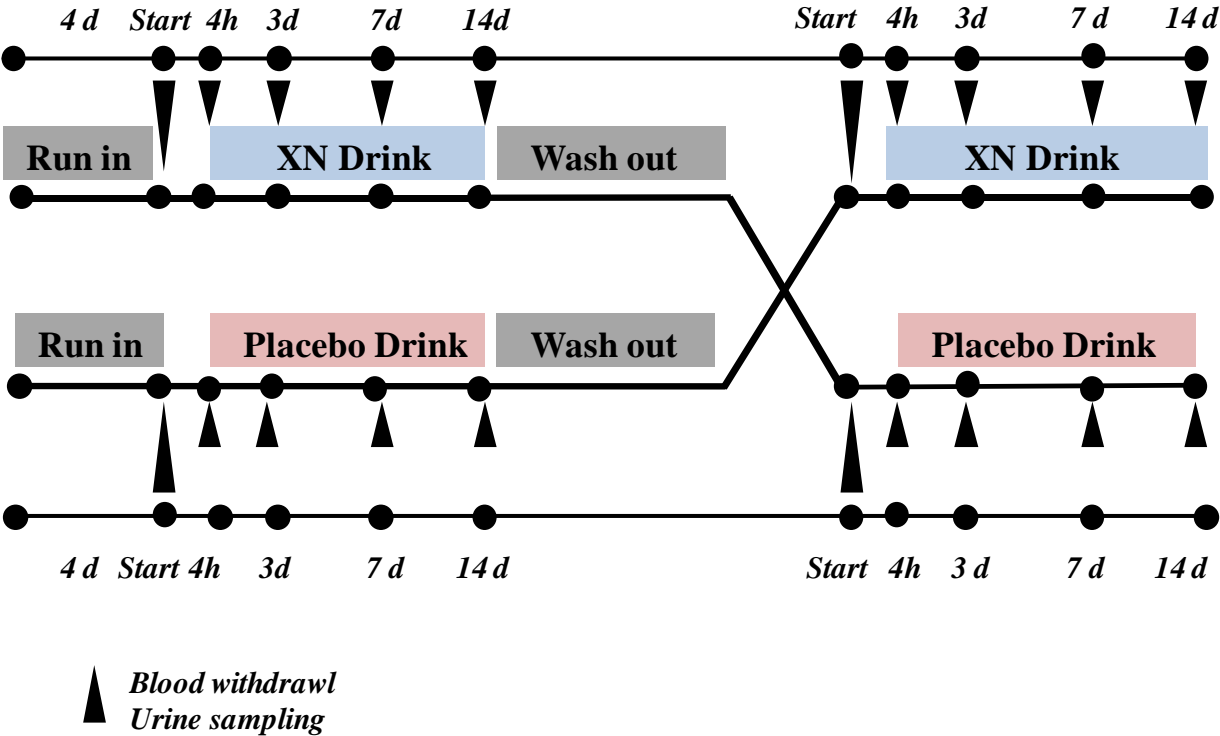 4 d Start 4h 3d 7d 14d Start 4h 3d 7 d 14 d
Run in XN Drink Wash out XN Drink
Run in Placebo Drink Wash out Placebo Drink
4 d Start 4h 3d 7 d 14 d Start 4h 3 d 7 d 14 d
Blood withdrawl
Urine sampling